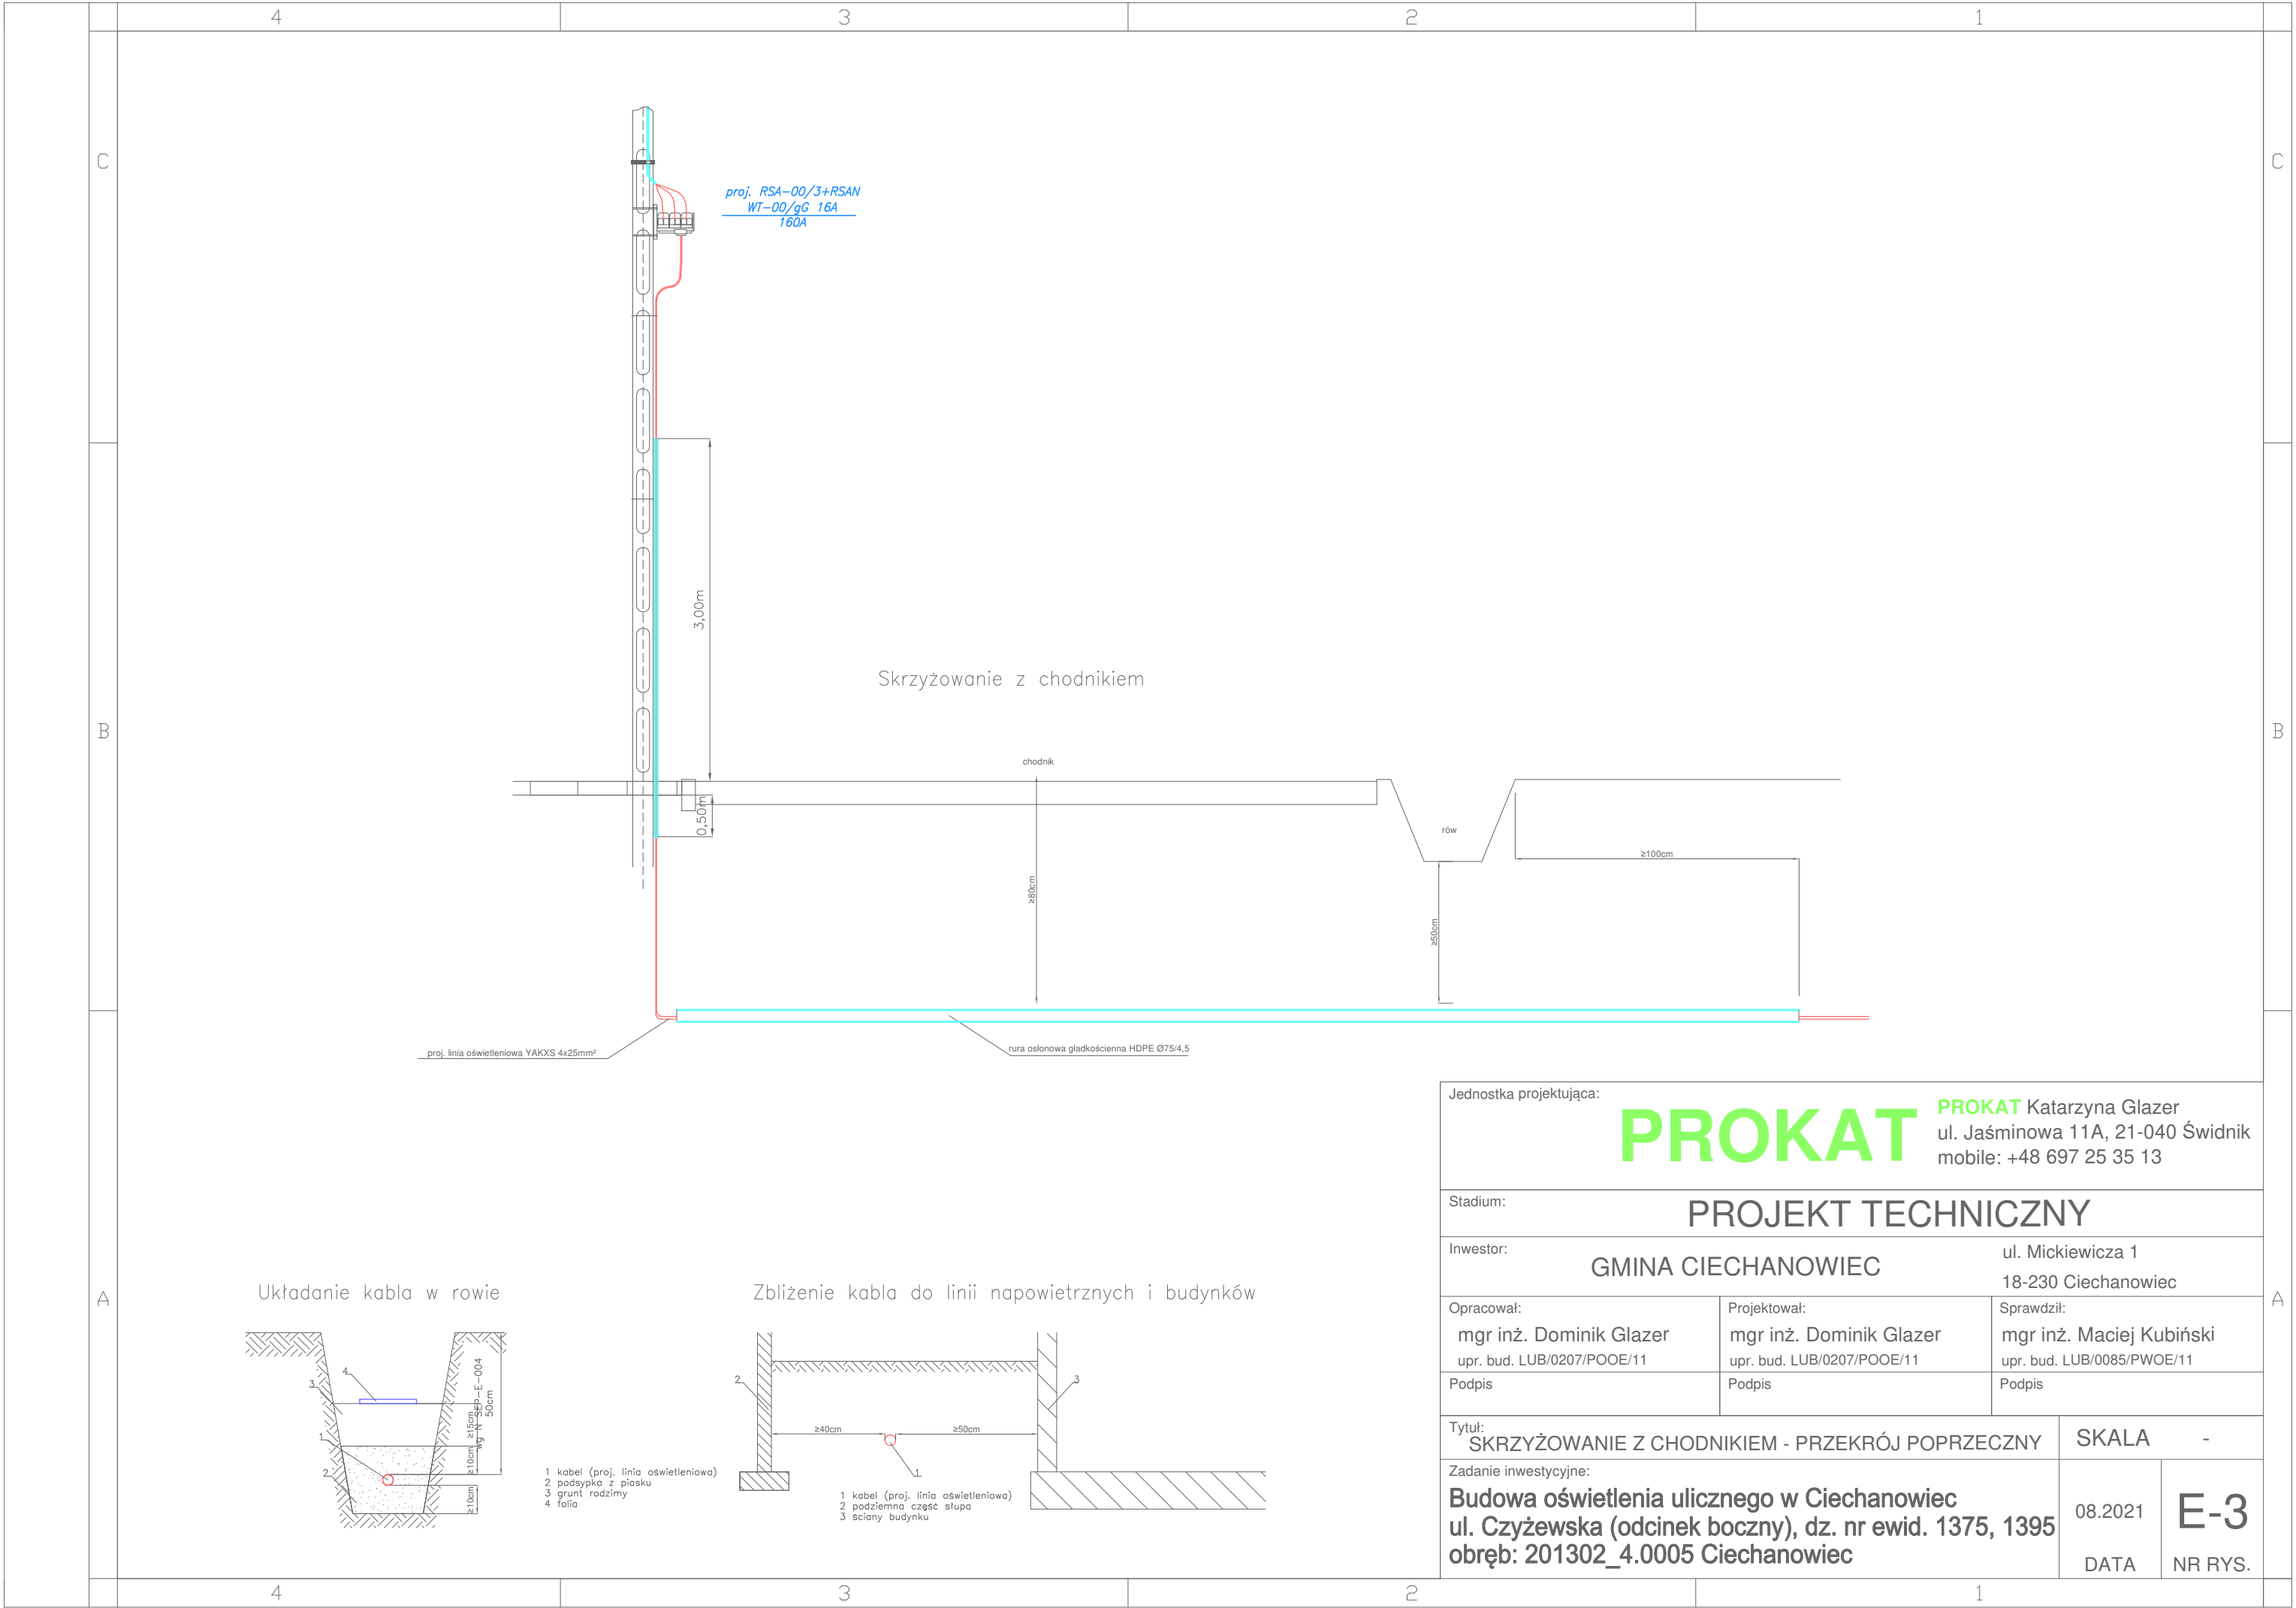 4 3 2 1
C C
proj. RSA-00/3+RSAN
WT-00/gG 16A
160A
3,00m
Skrzyżowanie z chodnikiem
B B
chodnik
0,50m
rów
≥100cm
≥80cm
≥50cm
proj. linia oświetleniowa YAKXS 4x25mm²
rura osłonowa gładkościenna HDPE Ø75/4,5
Układanie kabla w rowie
4
3
1
2
wg N SEP-E-004
50cm
≥15cm
≥10cm
≥10cm
1 kabel (proj. linia oświetleniowa)
2 podsypka z piasku
3 grunt rodzimy
4 folia
Zbliżenie kabla do linii napowietrznych i budynków
2
3
≥40cm
≥50cm
1
1 kabel (proj. linia oświetleniowa)
2 podziemna część słupa
3 ściany budynku
A A
Jednostka projektująca:
PROKAT
PROKAT Katarzyna Glazer
ul. Jaśminowa 11A, 21-040 Świdnik
mobile: +48 697 25 35 13
Stadium:
PROJEKT TECHNICZNY
Inwestor:
GMINA CIECHANOWIEC
ul. Mickiewicza 1
18-230 Ciechanowiec
Opracował:
mgr inż. Dominik Glazer
upr. bud. LUB/0207/POOE/11
Projektował:
mgr inż. Dominik Glazer
upr. bud. LUB/0207/POOE/11
Sprawdził:
mgr inż. Maciej Kubiński
upr. bud. LUB/0085/PWOE/11
Podpis
Podpis
Podpis
Tytuł:
SKRZYŻOWANIE Z CHODNIKIEM - PRZEKRÓJ POPRZECZNY
SKALA -
Zadanie inwestycyjne:
Budowa oświetlenia ulicznego w Ciechanowiec
ul. Czyżewska (odcinek boczny), dz. nr ewid. 1375, 1395
obręb: 201302_4.0005 Ciechanowiec
08.2021
DATA
E-3
NR RYS.
4 3 2 1